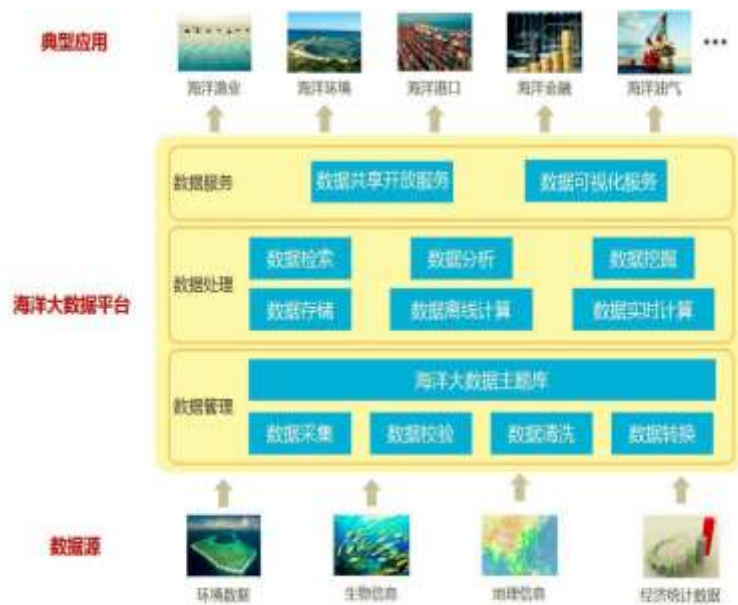 典型应用
海洋渔业 海洋环境 海洋港口 海洋金融 海洋油气
数据服务 数据共享开放服务 数据可视化服务
数据检索 数据分析 数据挖掘
数据处理
海洋大数据平台
数据存储 数据离线计算 数据实时计算
海洋大数据主题库
数据管理
数据采集 数据校验 数据清洗 数据转换
数据源
环境数据 生物信息 地理信息 经济统计数据